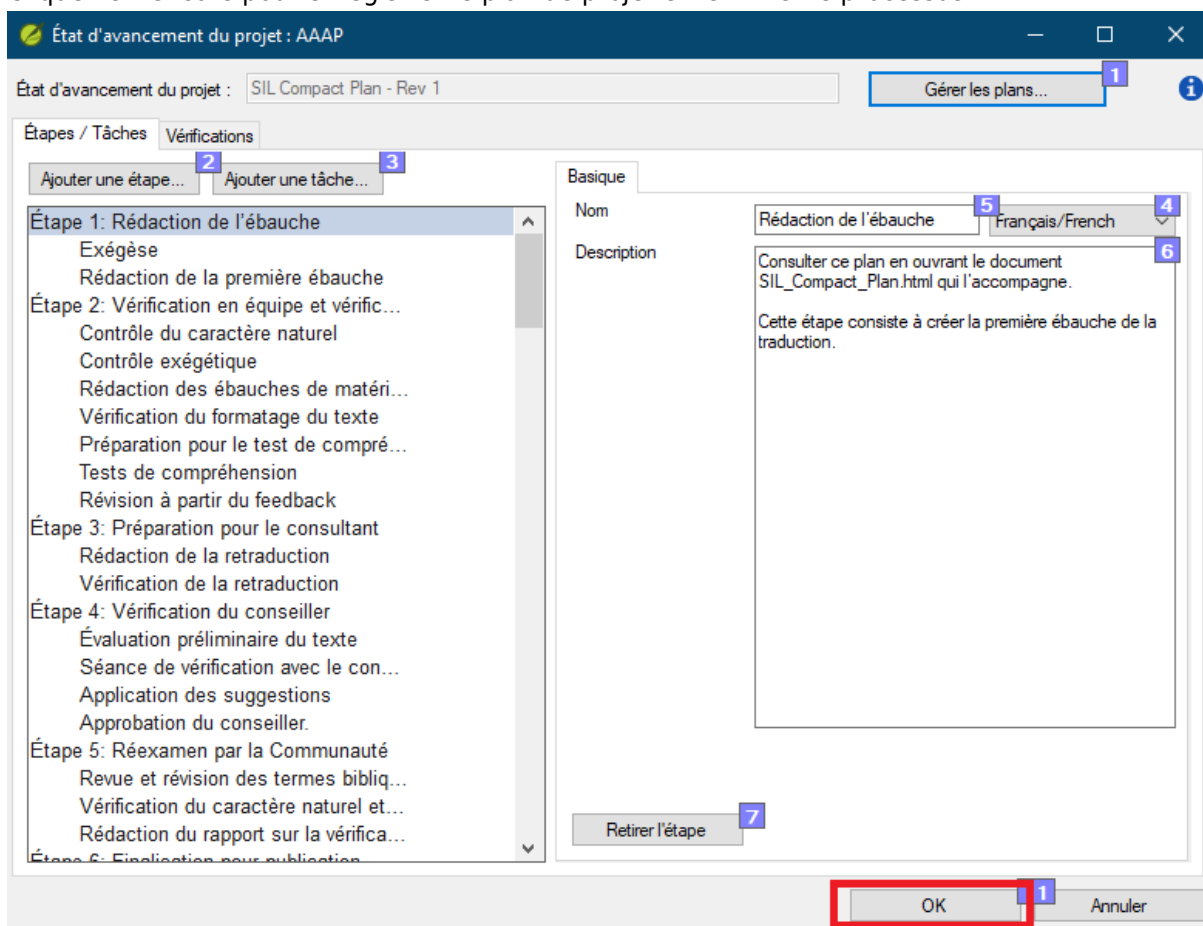 État d'avancement du projet : AAAP
État d'avancement du projet : SIL Compact Plan - Rev 1 Gérer les plans... 1
Étapes / Tâches Vérifications
Ajouter une étape... 2 Ajouter une tâche... 3
Basique
Nom Rédaction de l'ébauche 5 Français/French 4
Description
Consulter ce plan en ouvrant le document 6
SIL_Compact_Plan.html qui l'accompagne.
Cette étape consiste à créer la première ébauche de la
traduction.
Étape 1: Rédaction de l'ébauche
Exégèse
Rédaction de la première ébauche
Étape 2: Vérification en équipe et vérific...
Contrôle du caractère naturel
Contrôle exégétique
Rédaction des ébauches de matéri...
Vérification du formatage du texte
Préparation pour le test de compré...
Tests de compréhension
Révision à partir du feedback
Étape 3: Préparation pour le consultant
Rédaction de la retraduction
Vérification de la retraduction
Étape 4: Vérification du conseiller
Évaluation préliminaire du texte
Séance de vérification avec le con...
Application des suggestions
Approbation du conseiller.
Étape 5: Réexamen par la Communauté
Revue et révision des termes bibliq...
Vérification du caractère naturel et...
Rédaction du rapport sur la vérifica...
Étape 6: Finalisation pour publication
Retirer l'étape 7
OK 1 Annuler